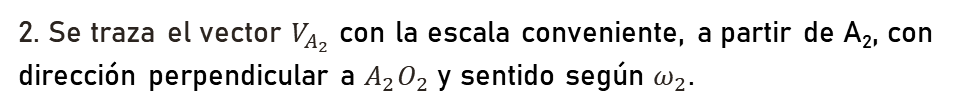 2. Se traza el vector V_{A_2} con la escala conveniente, a partir de A₂, con
dirección perpendicular a A₂O₂ y sentido según ω₂.